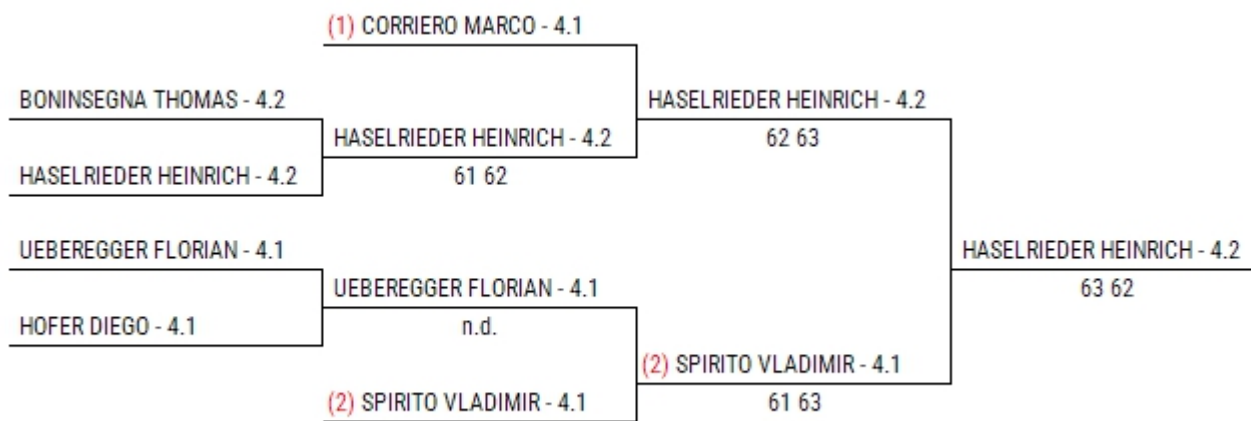 (1) CORRIERO MARCO - 4.1
BONINSEGNA THOMAS - 4.2
HASELRIEDER HEINRICH - 4.2
HASELRIEDER HEINRICH - 4.2
62 63
HASELRIEDER HEINRICH - 4.2
61 62
UEBEREGGER FLORIAN - 4.1
HASELRIEDER HEINRICH - 4.2
63 62
UEBEREGGER FLORIAN - 4.1
n.d.
HOFER DIEGO - 4.1
(2) SPIRITO VLADIMIR - 4.1
61 63
(2) SPIRITO VLADIMIR - 4.1